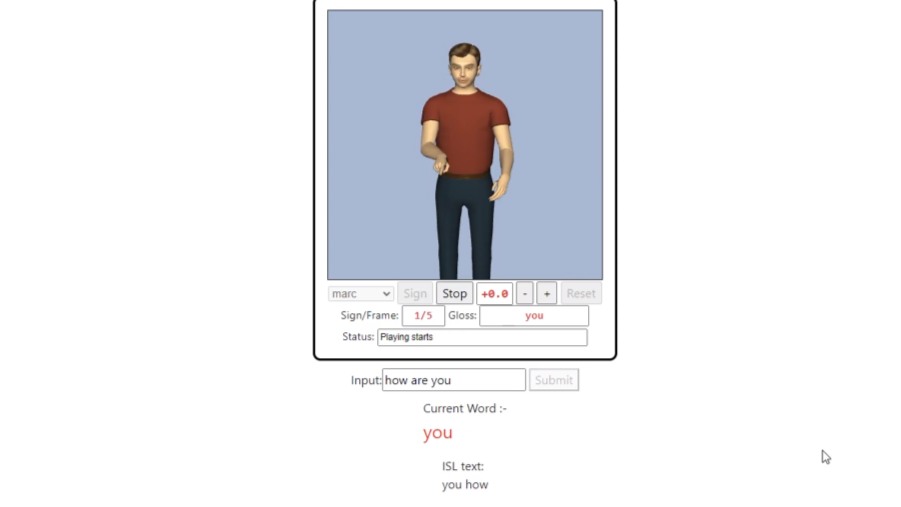 marc Sign Stop +0.0 - + Reset
Sign/Frame: 1/5 Gloss: you
Status: Playing starts
Input: how are you Submit
Current Word :-
you
ISL text:
you how